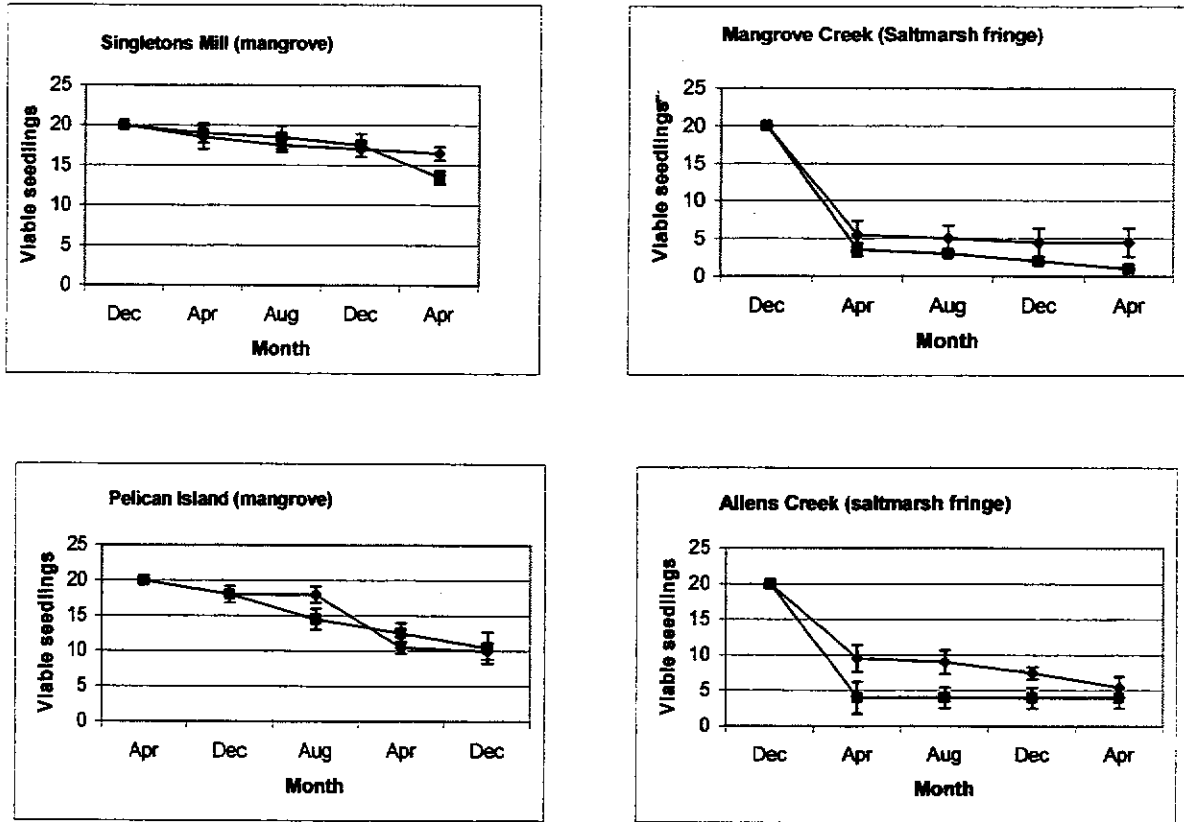 Singletons Mill (mangrove)
Viable seedlings
25
20
15
10
5
0
Dec Apr Aug Dec Apr
Month
Mangrove Creek (Saltmarsh fringe)
Viable seedlings
25
20
15
10
5
0
Dec Apr Aug Dec Apr
Month
Pelican Island (mangrove)
Viable seedlings
25
20
15
10
5
0
Apr Dec Aug Apr Dec
Month
Allens Creek (saltmarsh fringe)
Viable seedlings
25
20
15
10
5
0
Dec Apr Aug Dec Apr
Month